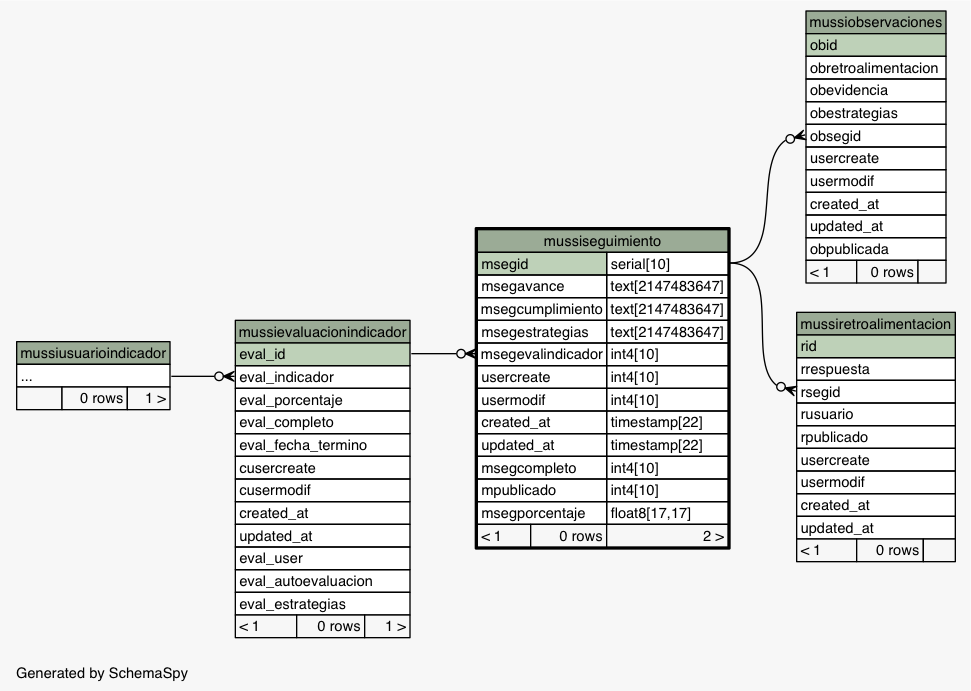 mussiusuarioindicador
...
0 rows 1 >
mussievaluacionindicador
eval_id
eval_indicador
eval_porcentaje
eval_completo
eval_fecha_termino
cusercreate
cusermodif
created_at
updated_at
eval_user
eval_autoevaluacion
eval_estrategias
< 1 0 rows 1 >
mussiseguimiento
msegid serial[10]
msegavance text[2147483647]
msegcumplimiento text[2147483647]
msegestrategias text[2147483647]
msegevalindicador int4[10]
usercreate int4[10]
usermodif int4[10]
created_at timestamp[22]
updated_at timestamp[22]
msegcompleto int4[10]
mpublicado int4[10]
msegporcentaje float8[17,17]
< 1 0 rows 2 >
mussiobservaciones
obid
obretroalimentacion
obevidencia
obestrategias
obsegid
usercreate
usermodif
created_at
updated_at
obpublicada
< 1 0 rows
mussiretroalimentacion
rid
rrespuesta
rsegid
rusuario
rpublicado
usercreate
usermodif
created_at
updated_at
< 1 0 rows
Generated by SchemaSpy